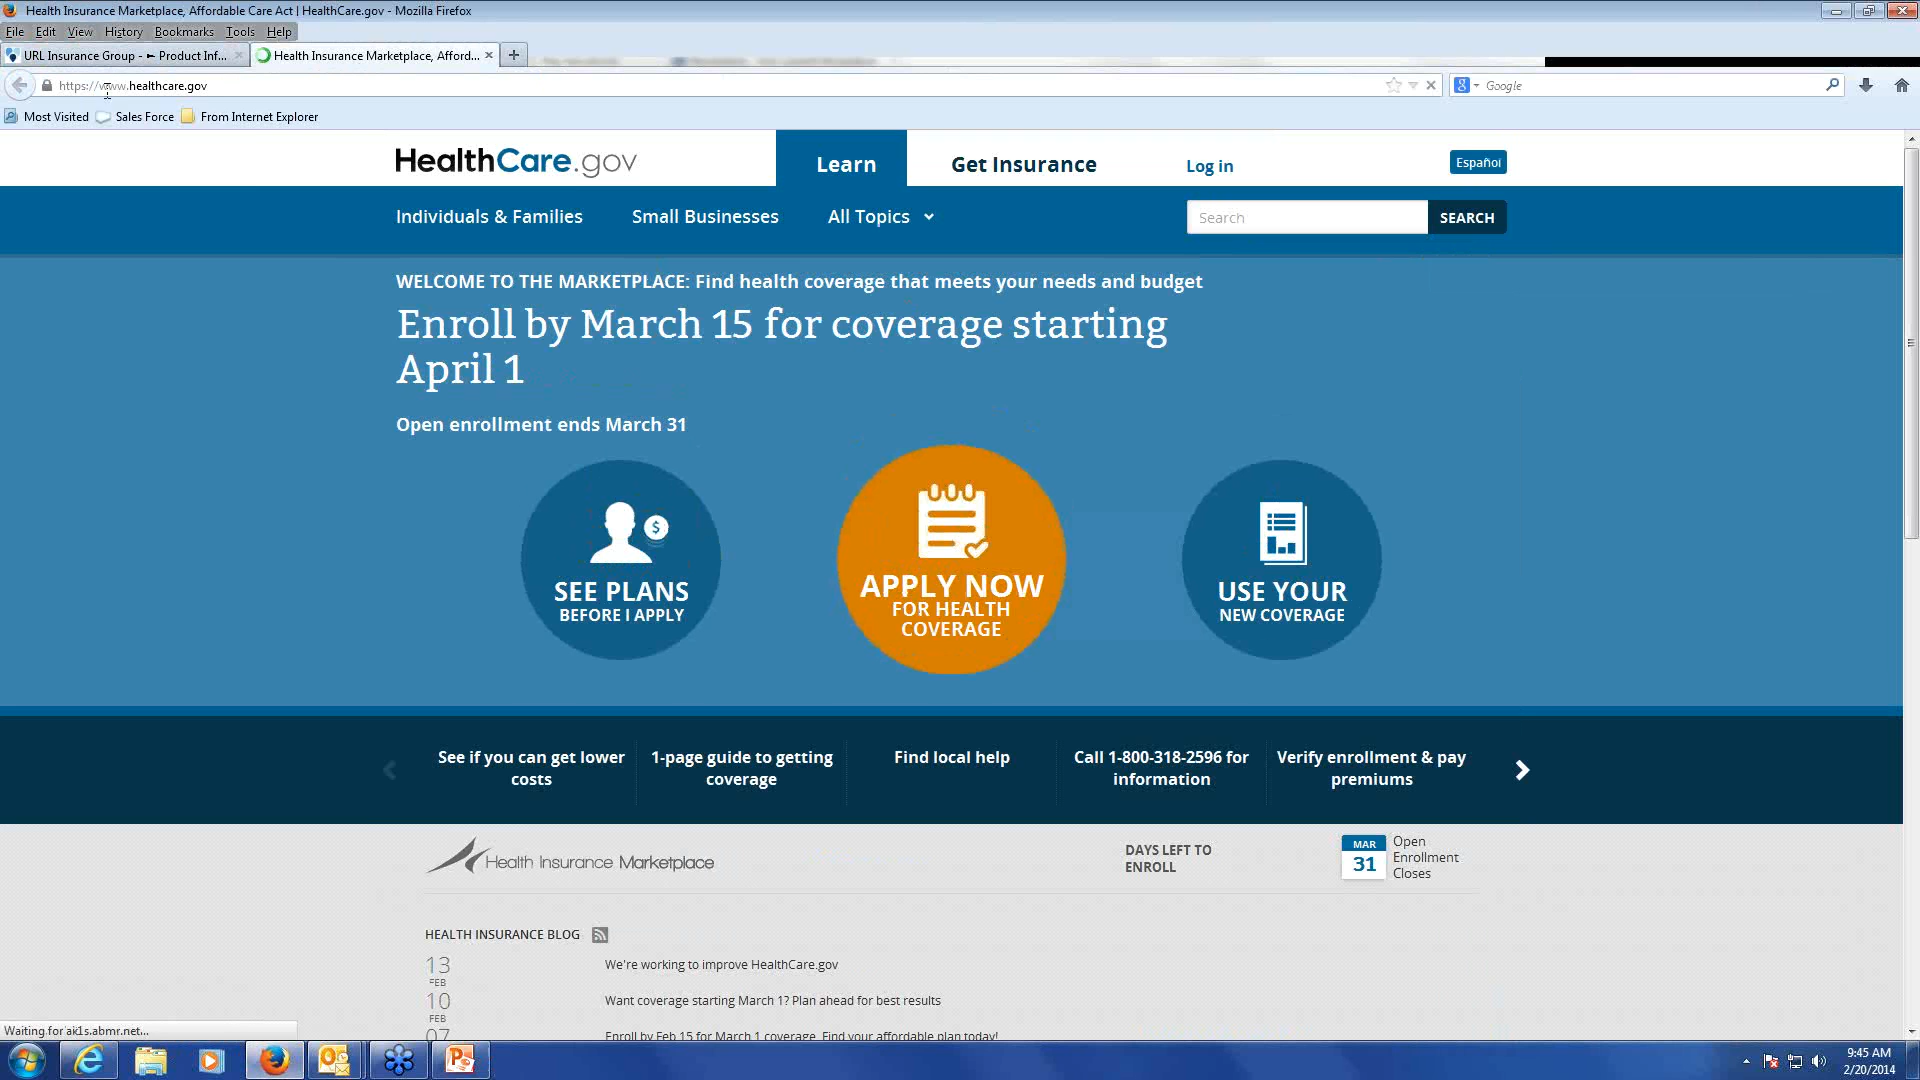 Health Insurance Marketplace, Affordable Care Act | HealthCare.gov - Mozilla Firefox
File Edit View History Bookmarks Tools Help
URL Insurance Group - ► Product Inf...
Health Insurance Marketplace, Afford...
https://www.healthcare.gov
Google
Most Visited Sales Force From Internet Explorer
HealthCare.gov
Learn
Get Insurance
Log in
Español
Individuals & Families
Small Businesses
All Topics
Search
SEARCH
WELCOME TO THE MARKETPLACE: Find health coverage that meets your needs and budget
Enroll by March 15 for coverage starting
April 1
Open enrollment ends March 31
SEE PLANS
BEFORE I APPLY
APPLY NOW
FOR HEALTH
COVERAGE
USE YOUR
NEW COVERAGE
See if you can get lower
costs
1-page guide to getting
coverage
Find local help
Call 1-800-318-2596 for
information
Verify enrollment & pay
premiums
Health Insurance Marketplace
DAYS LEFT TO
ENROLL
MAR
31
Open
Enrollment
Closes
HEALTH INSURANCE BLOG
13
FEB
We're working to improve HealthCare.gov
10
FEB
Want coverage starting March 1? Plan ahead for best results
07
Enroll by Feb 15 for March 1 coverage. Find your affordable plan today!
Waiting for ak1s.abmr.net...
9:45 AM
2/20/2014